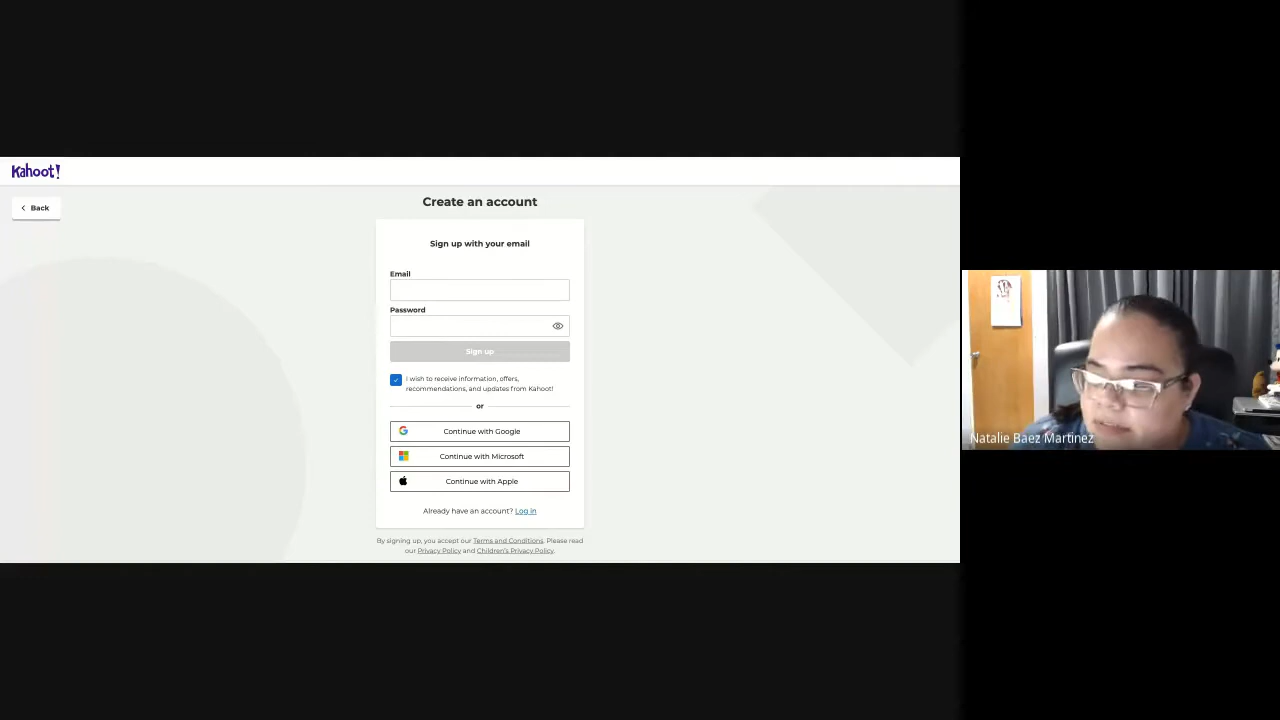 Kahoot!
Back
Create an account
Sign up with your email
Email
Password
Sign up
I wish to receive information, offers,
recommendations, and updates from Kahoot!
or
Continue with Google
Continue with Microsoft
Continue with Apple
Already have an account? Log in
By signing up, you accept our Terms and Conditions. Please read
our Privacy Policy and Children's Privacy Policy.
Natalie Baez Martinez